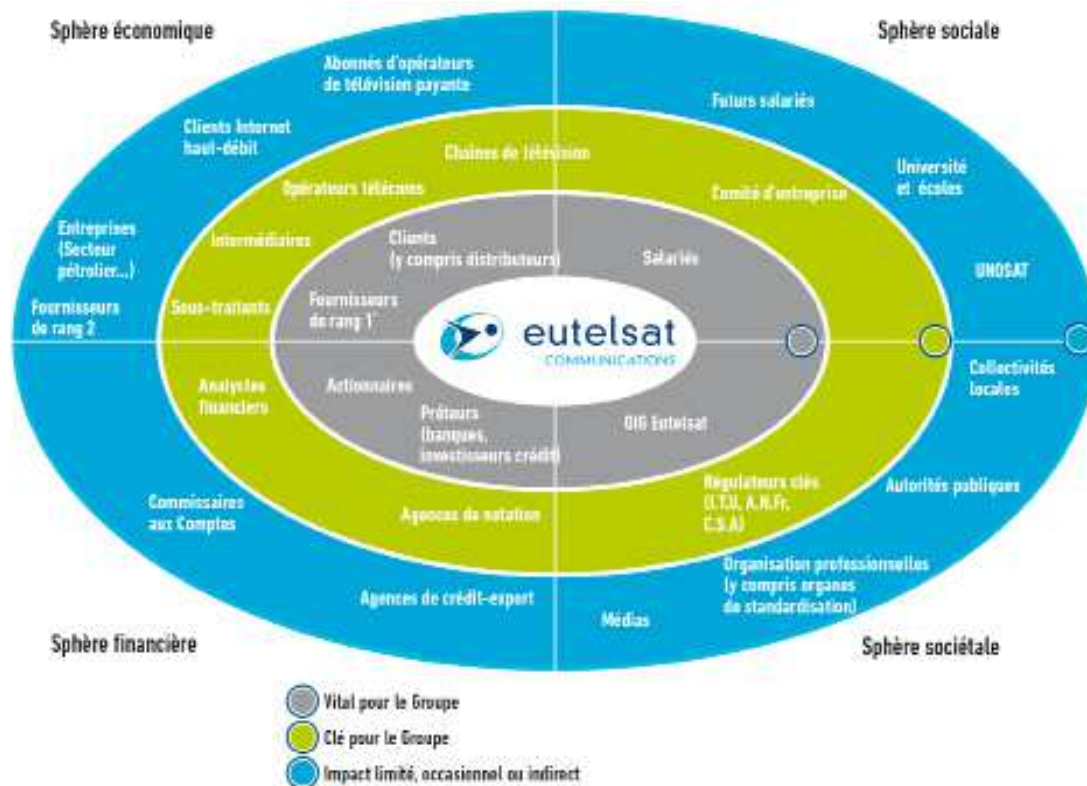 Sphère économique
Sphère sociale
Abonnés d'opérateurs
de télévision payante
Futurs salariés
Clients Internet
haut-débit
Chaînes de télévision
Université
et écoles
Opérateurs télécoms
Comité d'entreprise
Entreprises
(Secteur
pétrolier...)
Intermédiaires
Clients
(y compris distributeurs)
Salariés
UNOSAT
Fournisseurs
de rang 2
Sous-traitants
Fournisseurs
de rang 1
eutelsat
COMMUNICATIONS
Collectivités
locales
Analystes
financiers
Actionnaires
Prêteurs
(banques,
investisseurs crédit)
OIG Eutelsat
Régulateurs clés
(I.T.U, A.N.Fr,
C.S.A)
Autorités publiques
Commissaires
aux Comptes
Agences de notation
Organisation professionnelles
(y compris organes
de standardisation)
Agences de crédit-export
Médias
Sphère financière
Sphère sociétale
Vital pour le Groupe
Clé pour le Groupe
Impact limité, occasionnel ou indirect